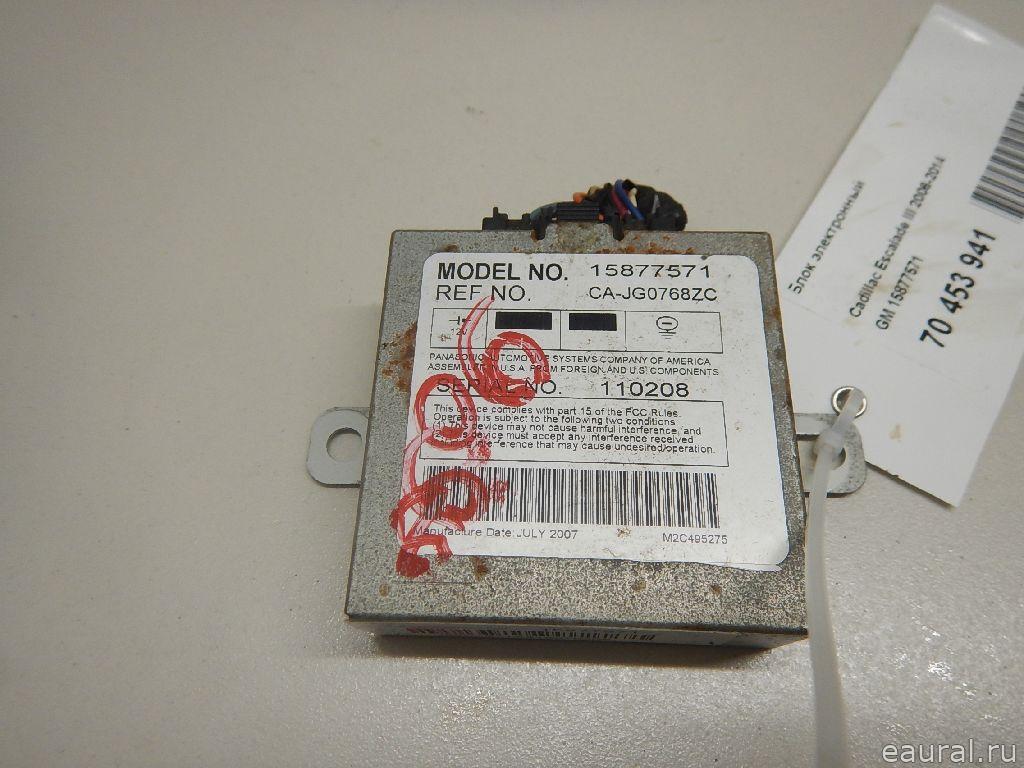 MODEL NO. 15877571
REF NO. CA-JG0768ZC
12V
PANASONIC AUTOMOTIVE SYSTEMS COMPANY OF AMERICA
ASSEMBLED IN U.S.A. FROM FOREIGN AND U.S. COMPONENTS
SERIAL NO. 110208
This device complies with part 15 of the FCC Rules.
Operation is subject to the following two conditions
(1) This device may not cause harmful interference, and
(2) this device must accept any interference received
including interference that may cause undesired operation.
Manufacture Date: JULY 2007 M2C495275
Блок электронный
Cadillac Escalade III 2006-2014
GM 15877571
70 453 941
eaural.ru